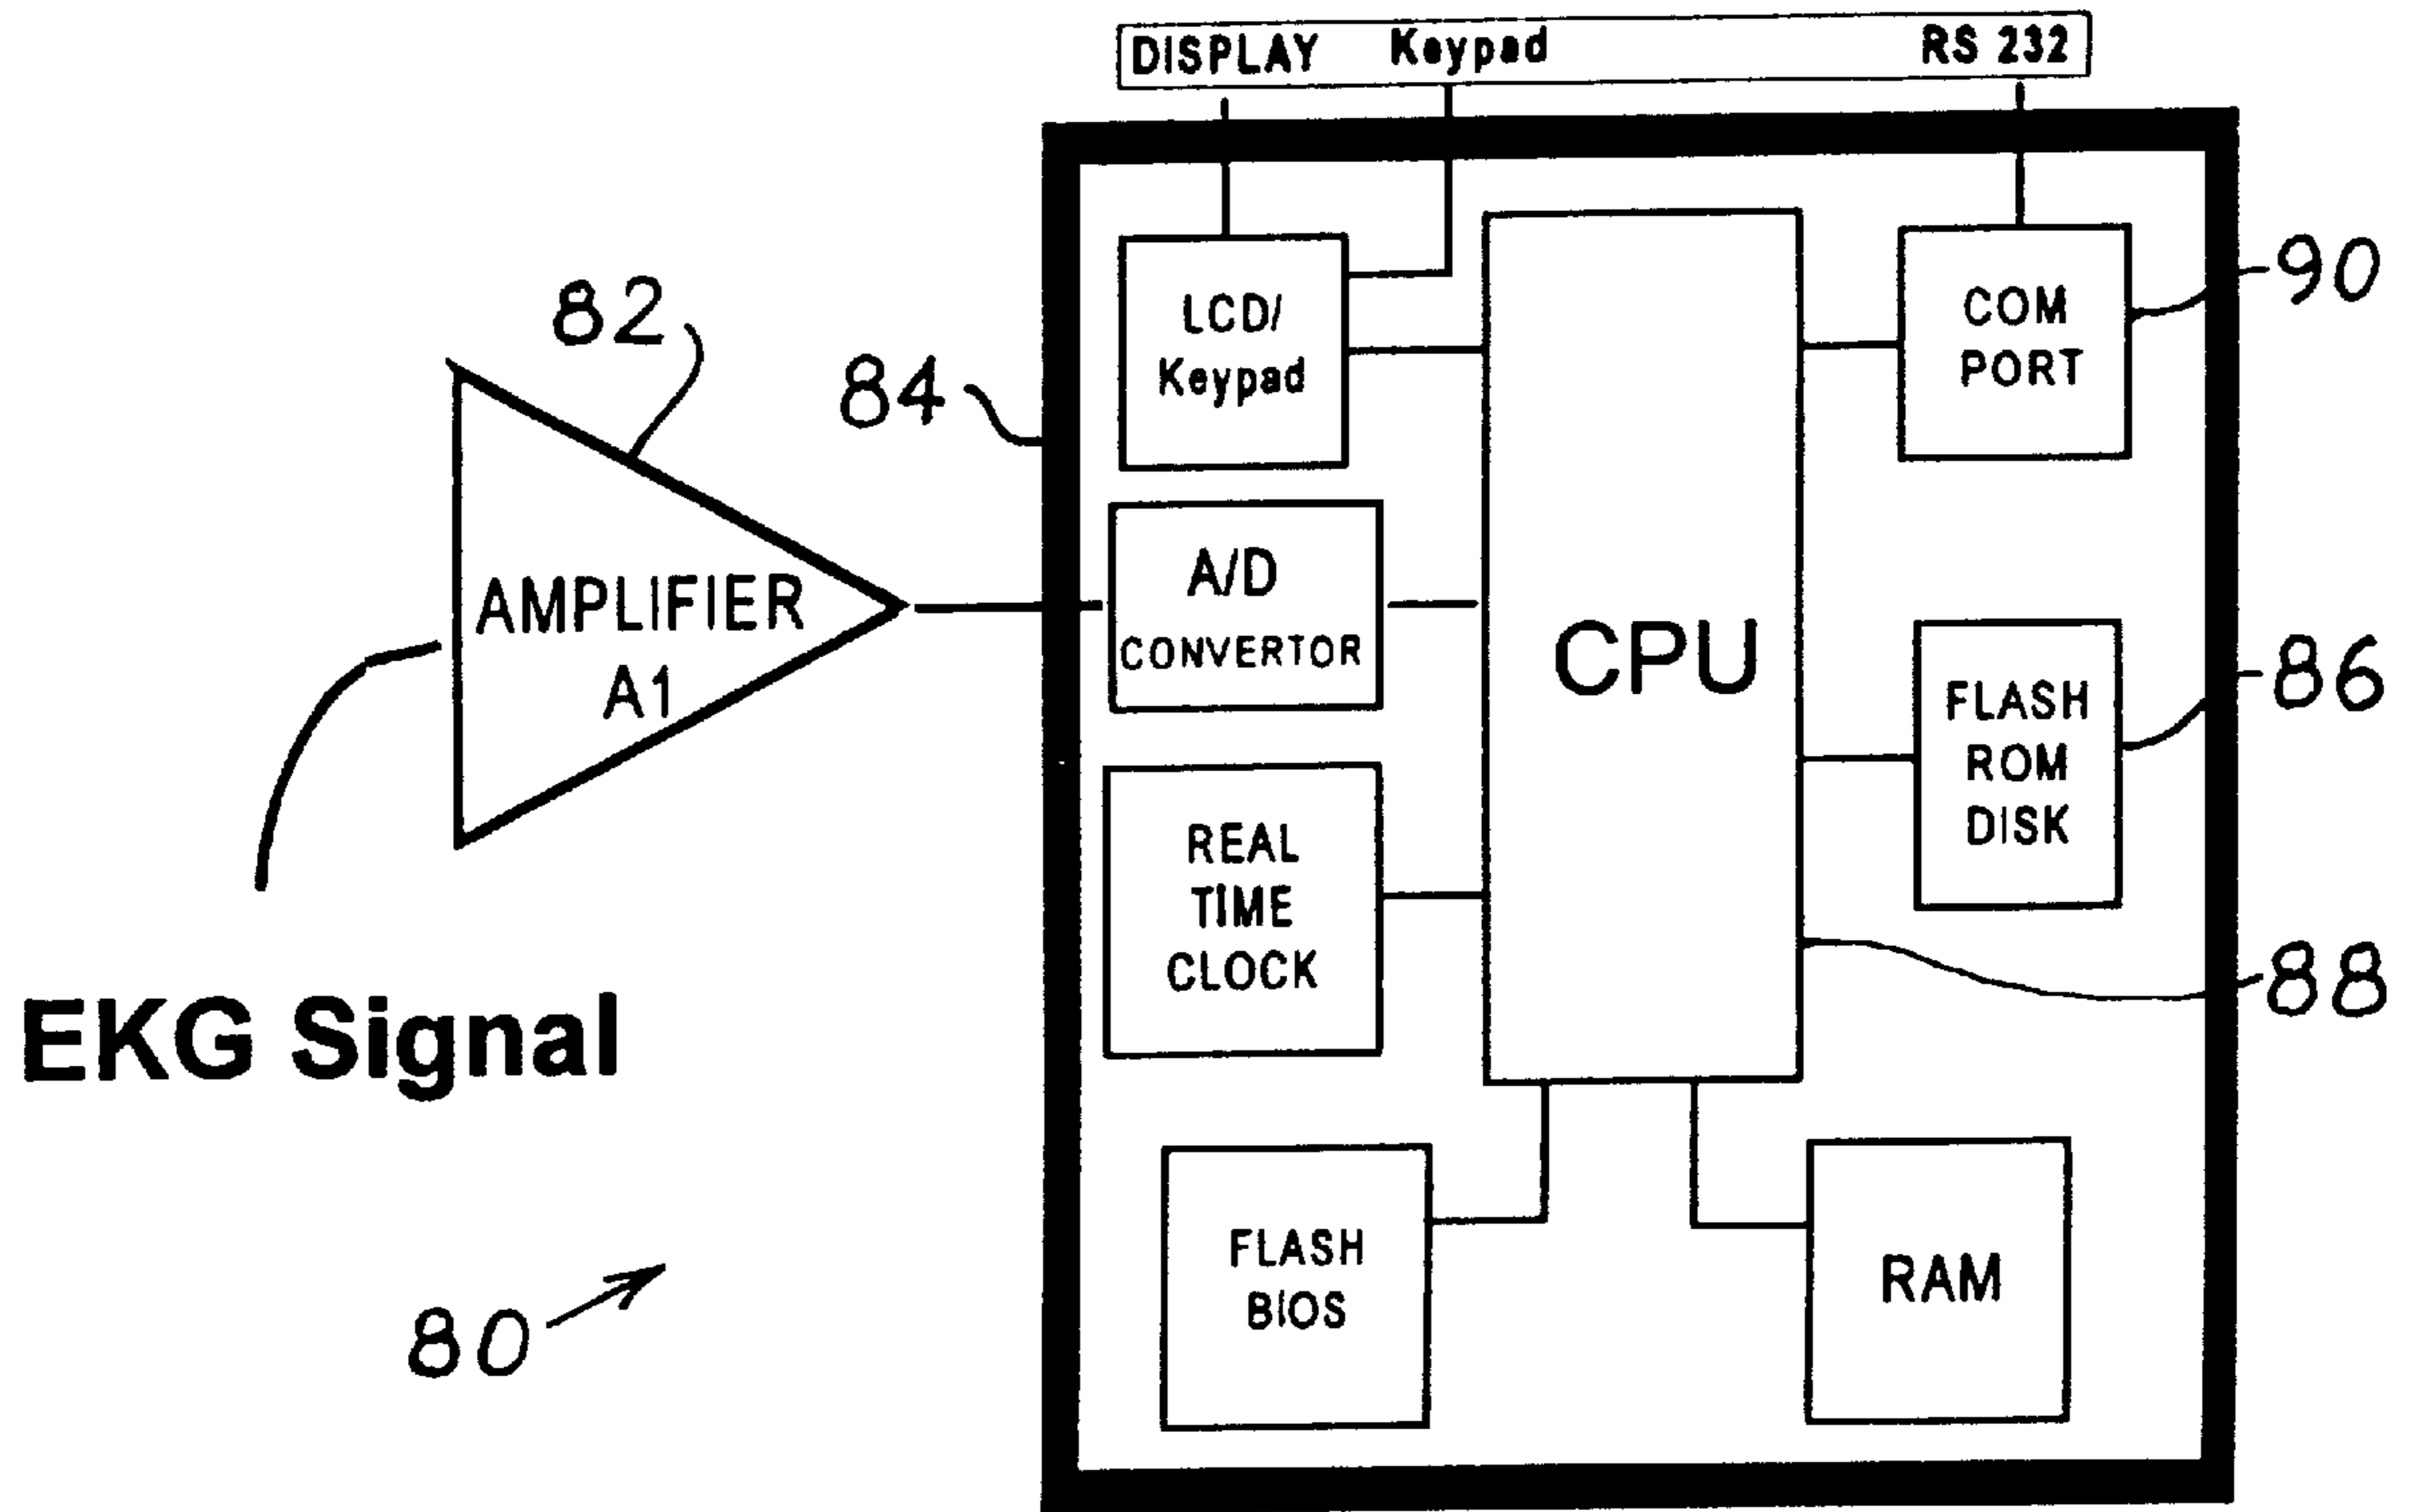 DISPLAY Keypad RS 232
82
84
90
LCD/
Keypad
COM
PORT
A/D
CONVERTOR
AMPLIFIER
A1
CPU
86
FLASH
ROM
DISK
REAL
TIME
CLOCK
88
EKG Signal
80
FLASH
BIOS
RAM